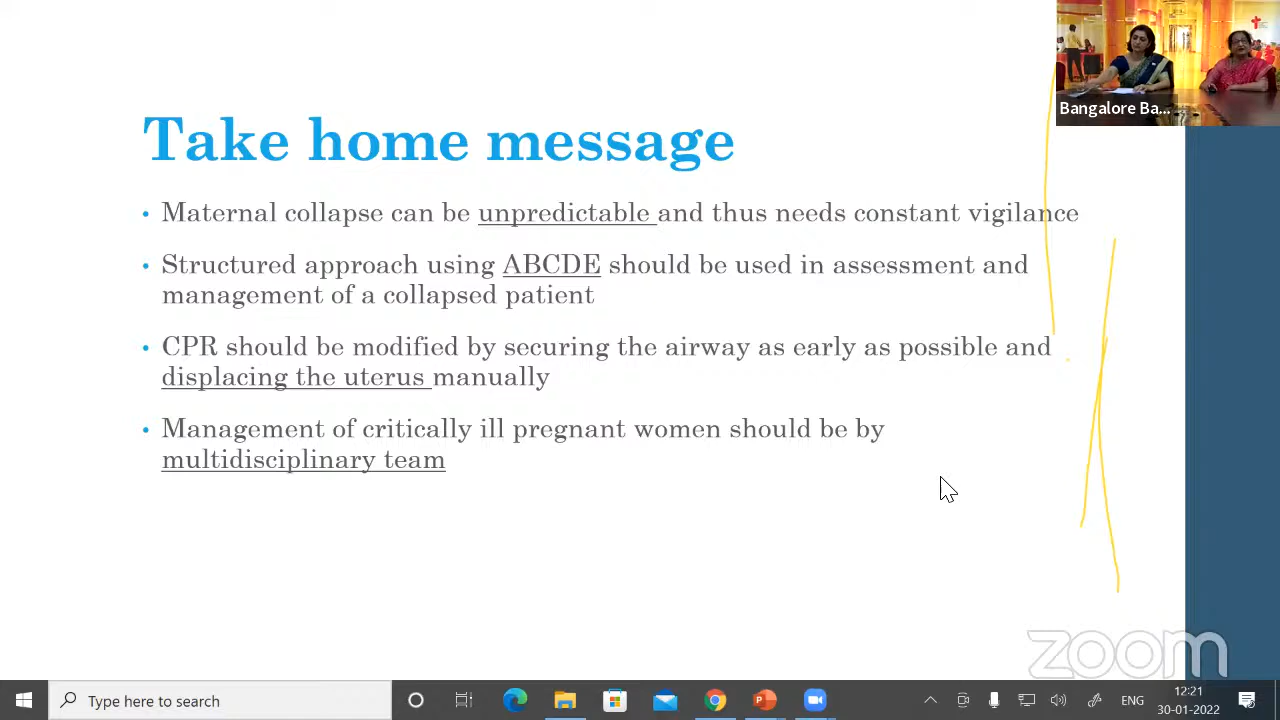 Bangalore Ba...
Take home message
• Maternal collapse can be unpredictable and thus needs constant vigilance
• Structured approach using ABCDE should be used in assessment and
management of a collapsed patient
• CPR should be modified by securing the airway as early as possible and
displacing the uterus manually
• Management of critically ill pregnant women should be by
multidisciplinary team
zoom
Type here to search
ENG
12:21
30-01-2022